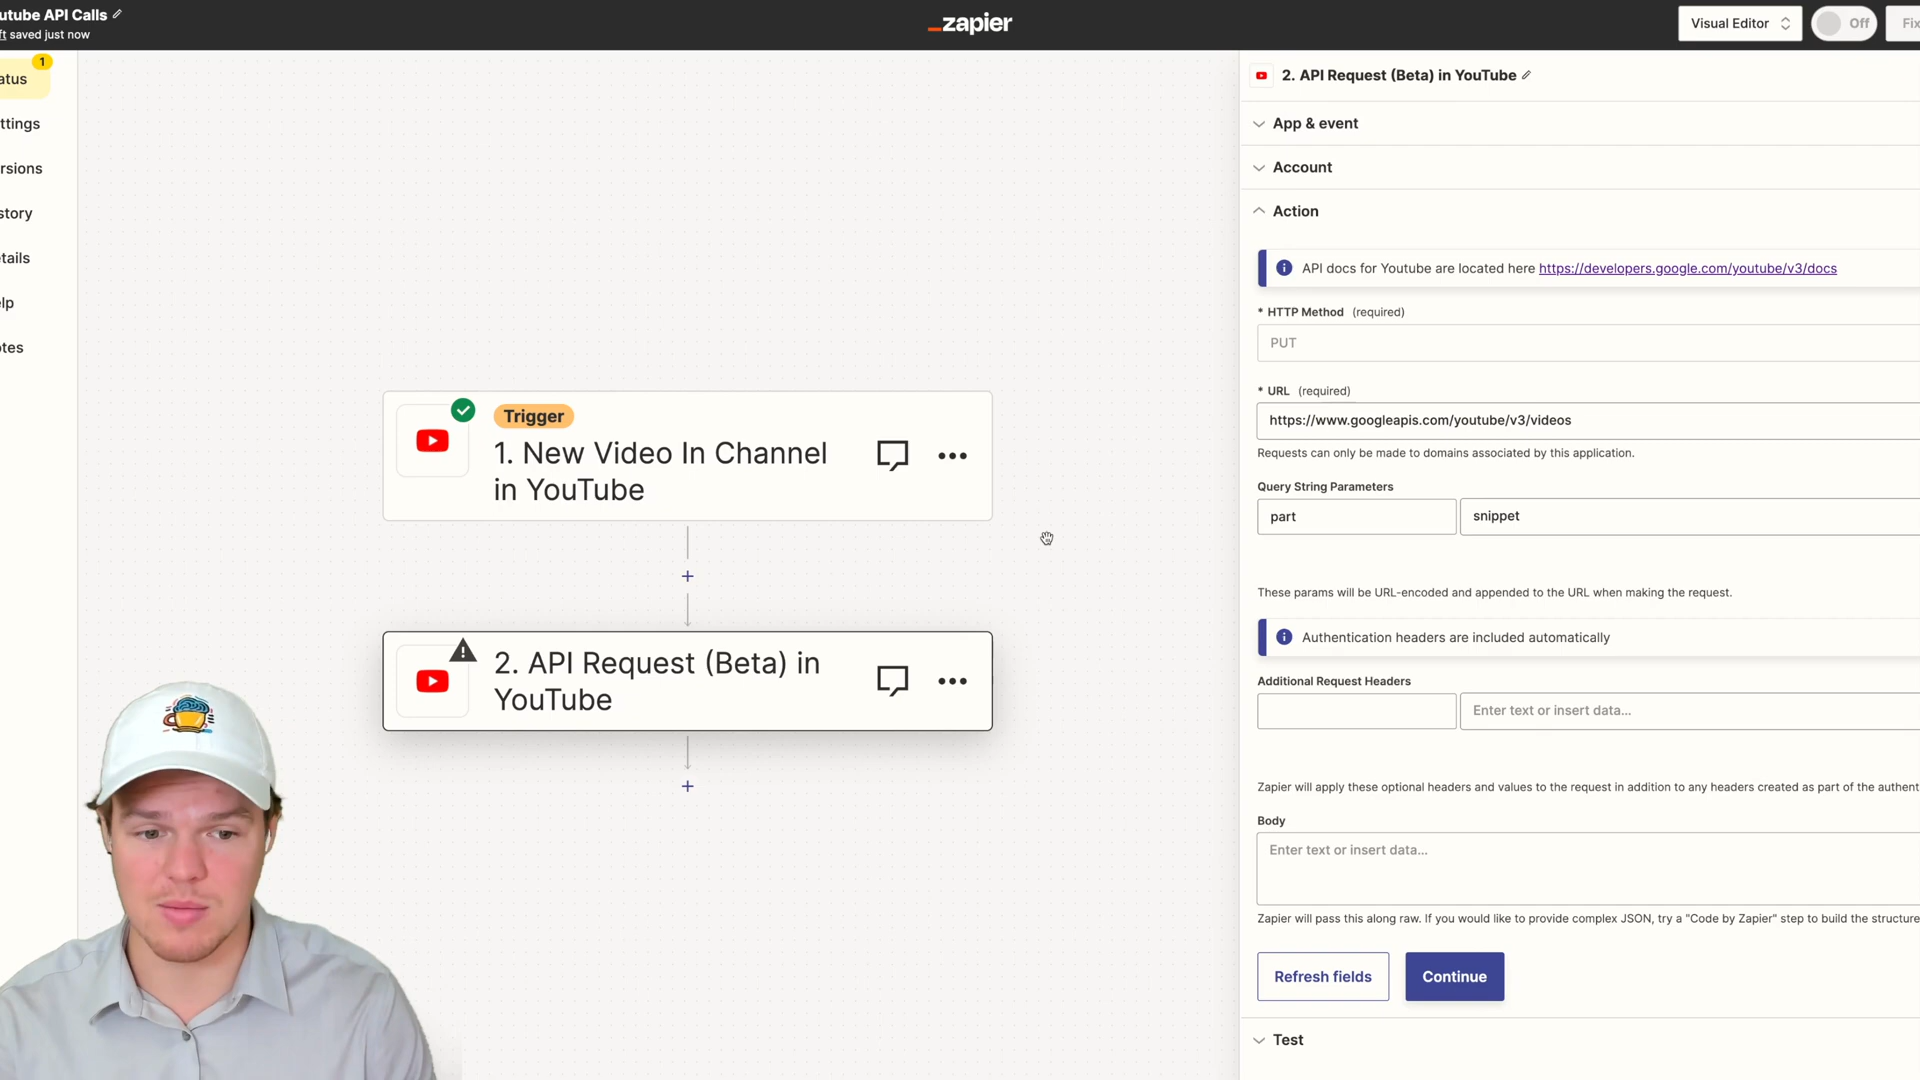 utube API Calls
ft saved just now
zapier
Visual Editor
Off
Fix
1
atus
ttings
rsions
story
etails
elp
otes
Trigger
1. New Video In Channel
in YouTube
2. API Request (Beta) in
YouTube
2. API Request (Beta) in YouTube
App & event
Account
Action
API docs for Youtube are located here https://developers.google.com/youtube/v3/docs
* HTTP Method (required)
PUT
* URL (required)
https://www.googleapis.com/youtube/v3/videos
Requests can only be made to domains associated by this application.
Query String Parameters
part
snippet
These params will be URL-encoded and appended to the URL when making the request.
Authentication headers are included automatically
Additional Request Headers
Enter text or insert data...
Zapier will apply these optional headers and values to the request in addition to any headers created as part of the authent
Body
Enter text or insert data...
Zapier will pass this along raw. If you would like to provide complex JSON, try a "Code by Zapier" step to build the structure
Refresh fields
Continue
Test